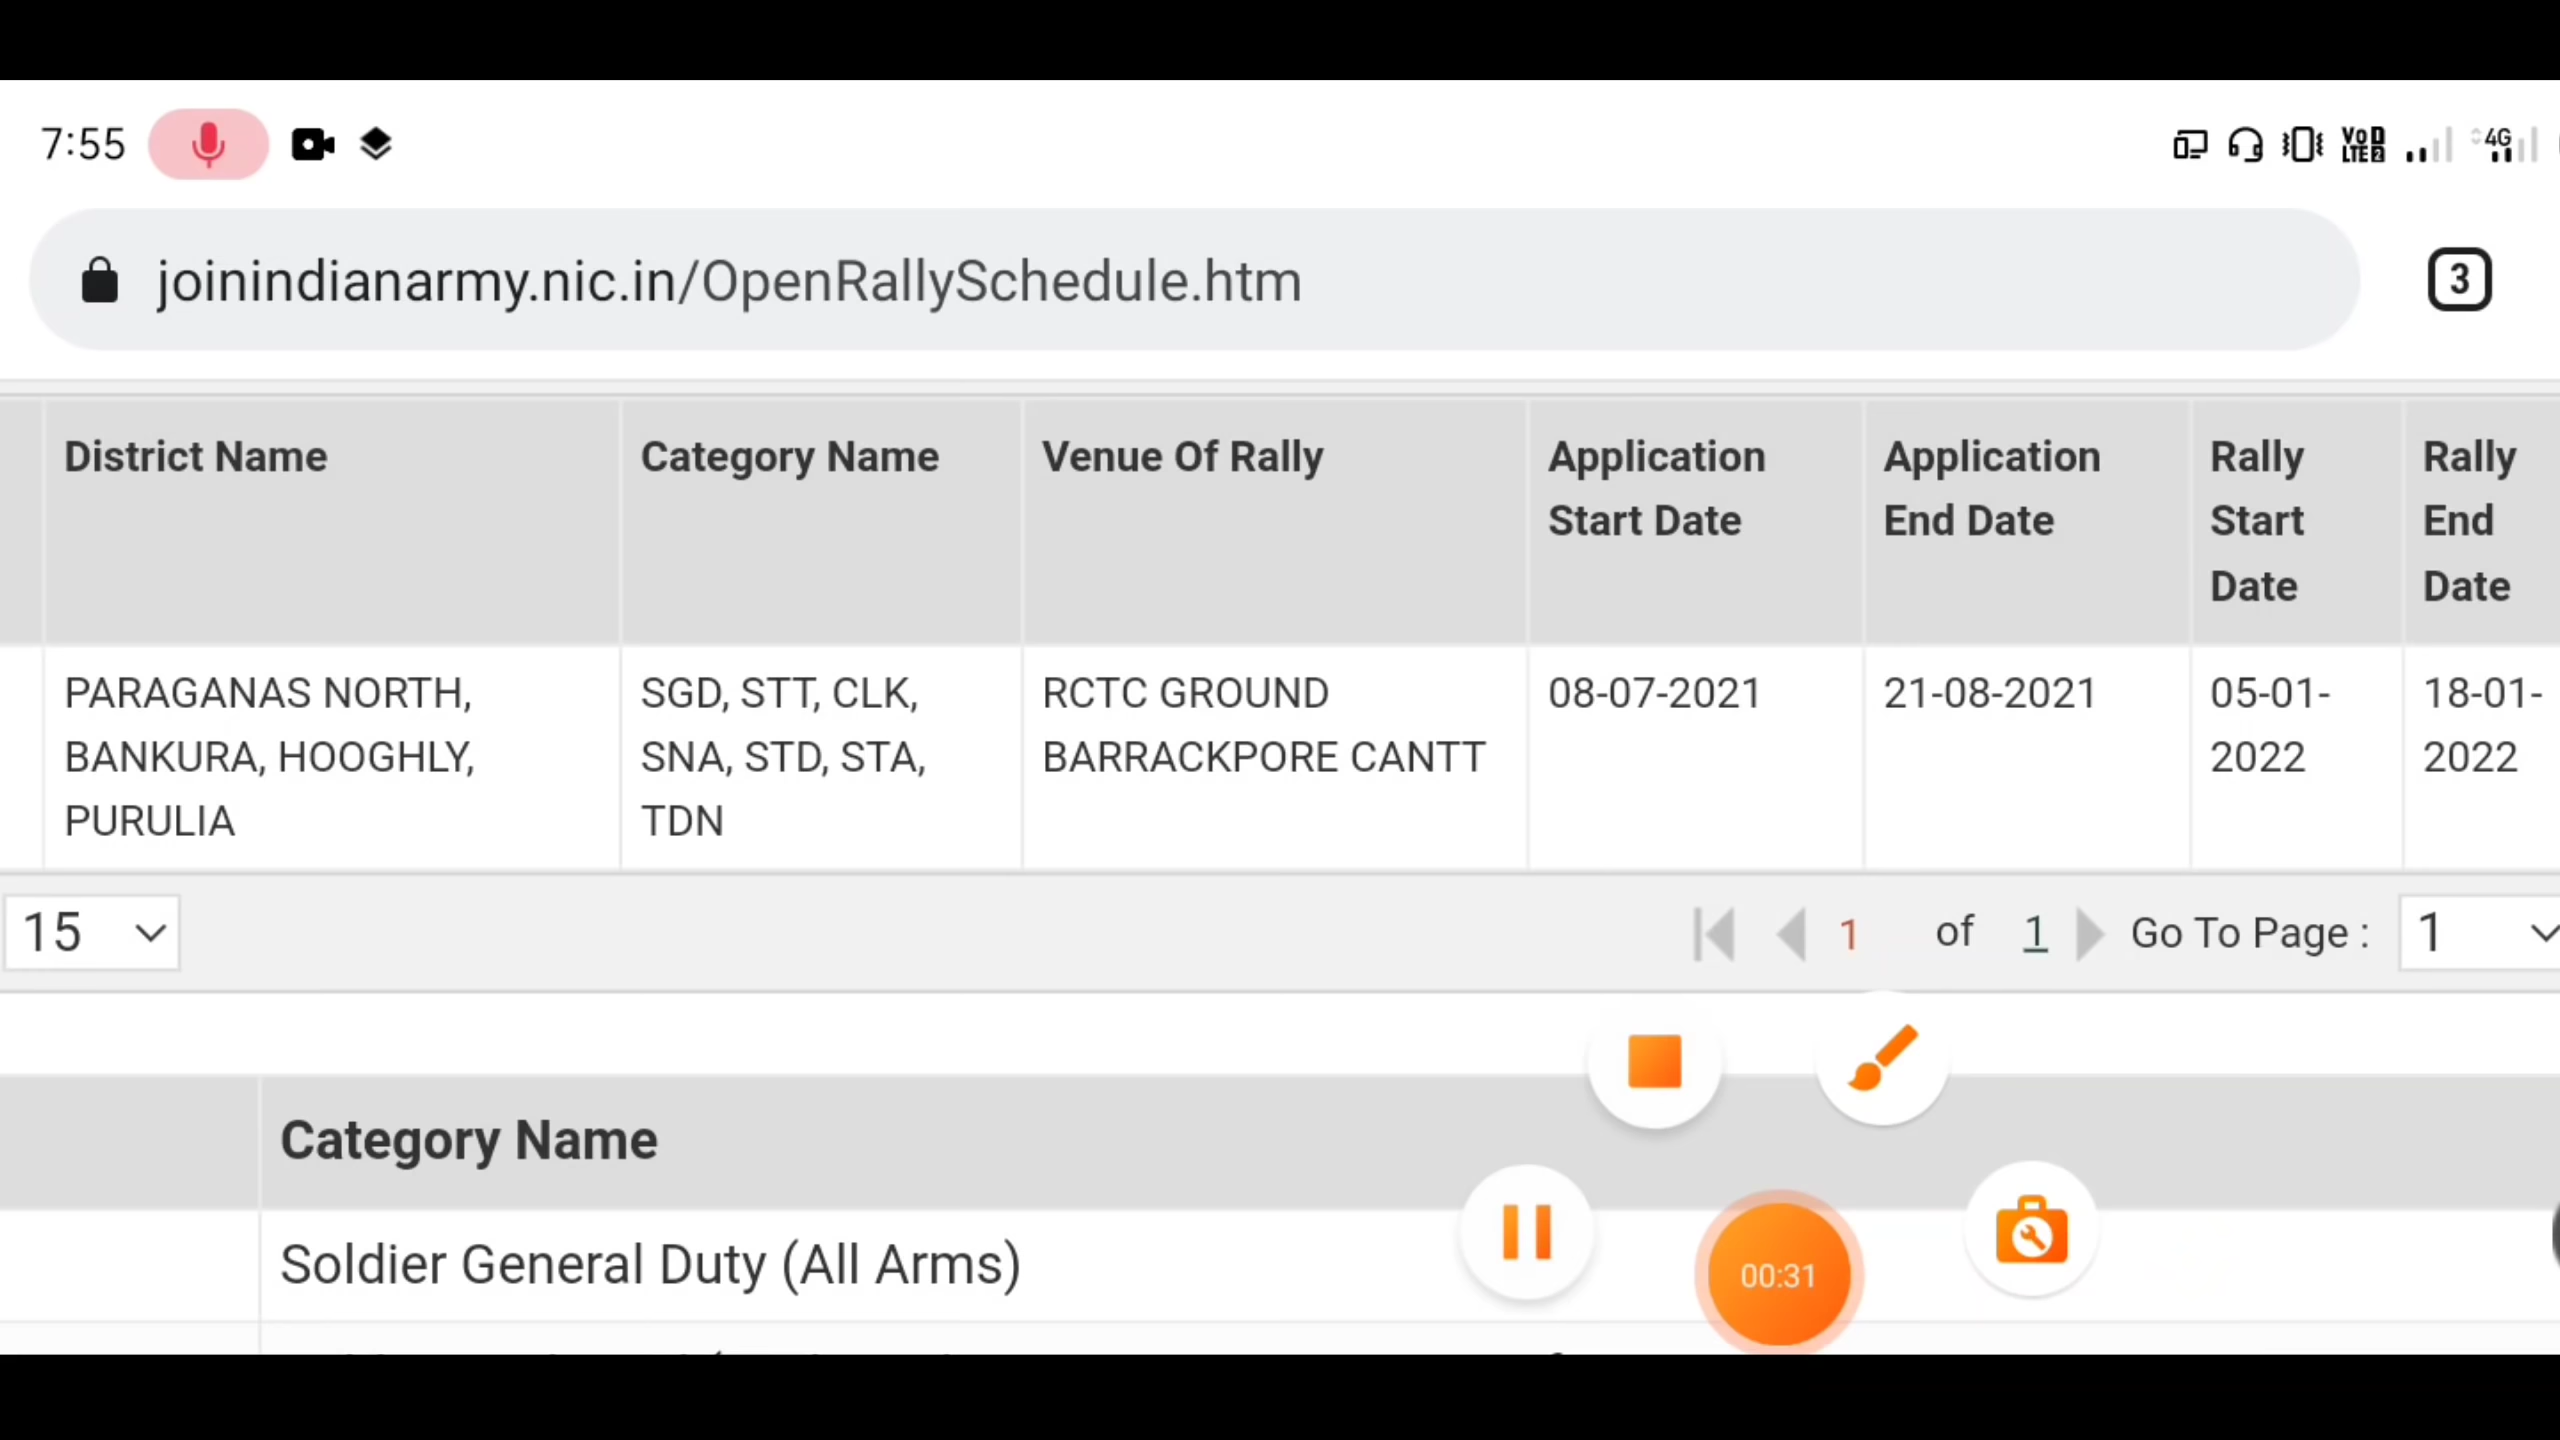 7:55
VoD
LTE2
4G
joinindianarmy.nic.in/OpenRallySchedule.htm
3
District Name
Category Name
Venue Of Rally
Application
Start Date
Application
End Date
Rally
Start
Date
Rally
End
Date
PARAGANAS NORTH,
BANKURA, HOOGHLY,
PURULIA
SGD, STT, CLK,
SNA, STD, STA,
TDN
RCTC GROUND
BARRACKPORE CANTT
08-07-2021
21-08-2021
05-01-
2022
18-01-
2022
15
1 of 1 Go To Page : 1
Category Name
Soldier General Duty (All Arms)
00:31